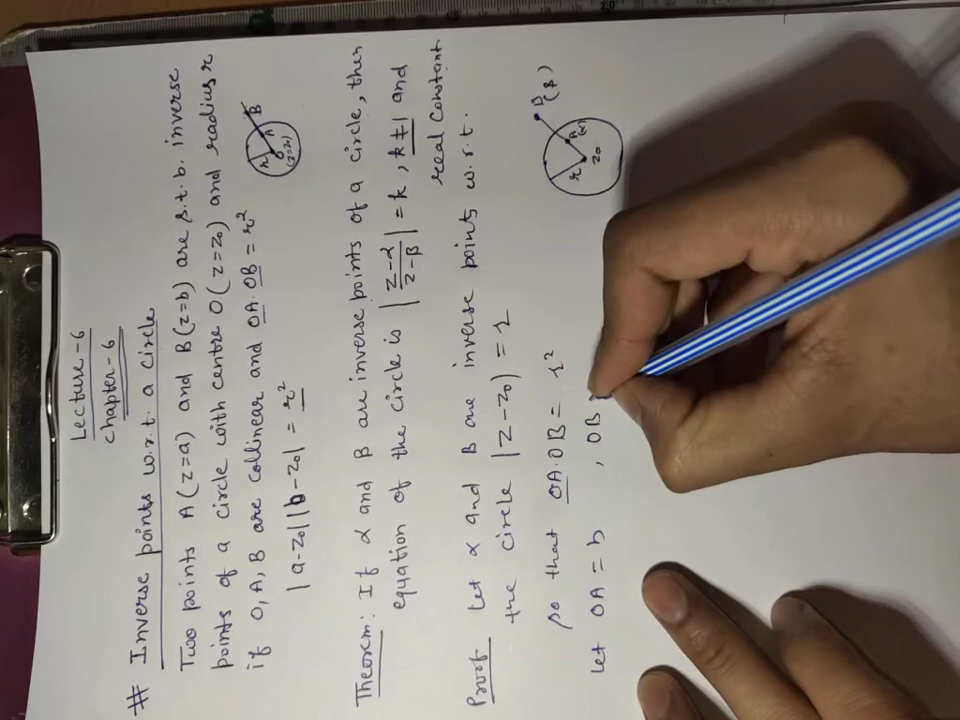 Lecture-6
chapter-6
# Inverse points w.r.t. a circle
Two points A(z=a) and B(z=b) are s.t.b. inverse
points of a circle with centre O(z=z₀) and radius r
if O, A, B are collinear and OA.OB = r²
|a-z₀||b-z₀| = r²
r
A
B
O
(z=z₀)
Theorem: If α and β are inverse points of a circle, then
equation of the circle is |z-α/z-β| = k, k≠1 and
real constant
Proof Let α and β are inverse points w.r.t.
the circle |z-z₀| = r
so that OA.OB = r²
r
z₀
A
(α)
B
(β)
Let OA = b, OB